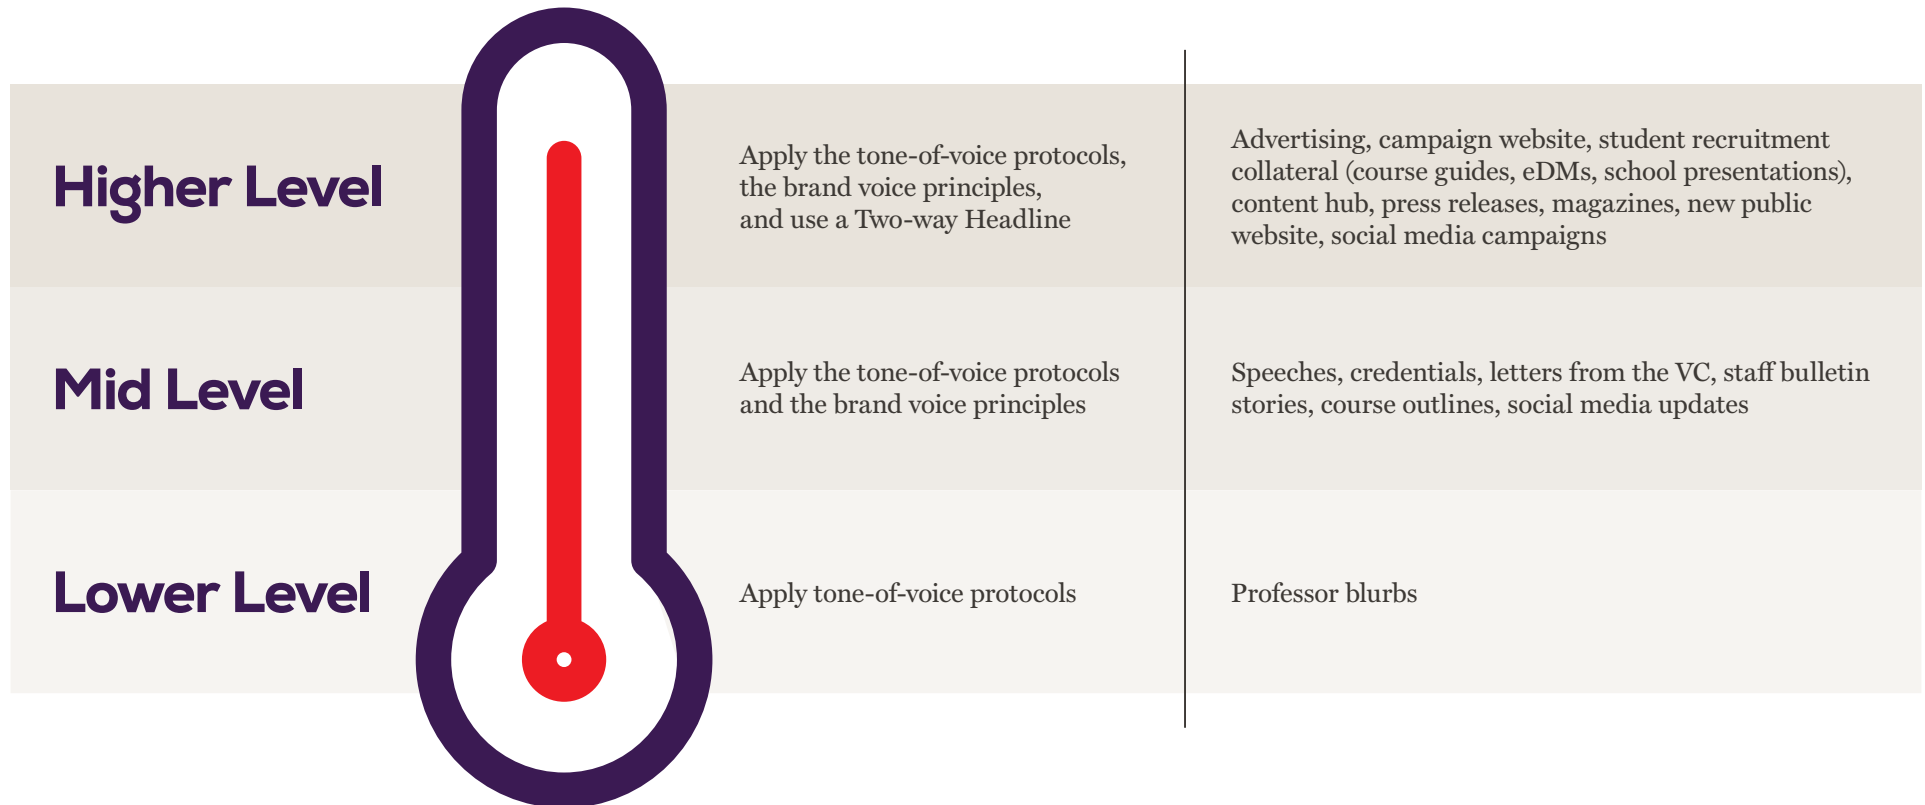 Higher Level
Apply the tone-of-voice protocols,
the brand voice principles,
and use a Two-way Headline
Advertising, campaign website, student recruitment
collateral (course guides, eDMs, school presentations),
content hub, press releases, magazines, new public
website, social media campaigns
Mid Level
Apply the tone-of-voice protocols
and the brand voice principles
Speeches, credentials, letters from the VC, staff bulletin
stories, course outlines, social media updates
Lower Level
Apply tone-of-voice protocols
Professor blurbs